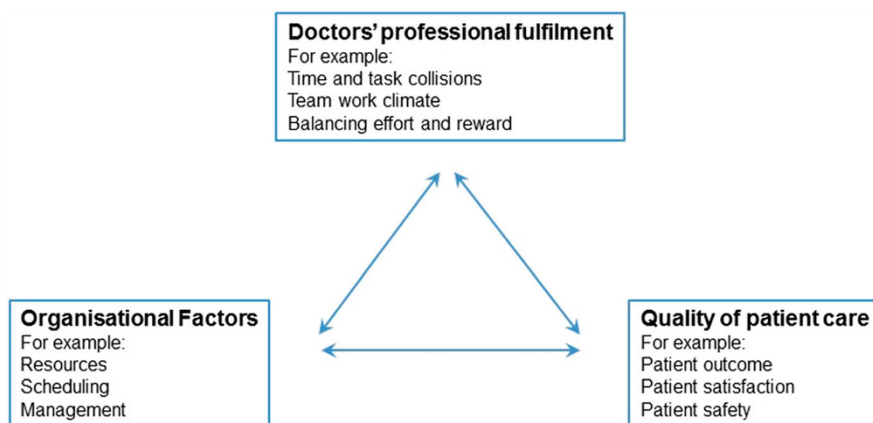 Doctors' professional fulfilment
For example:
Time and task collisions
Team work climate
Balancing effort and reward
Organisational Factors
For example:
Resources
Scheduling
Management
Quality of patient care
For example:
Patient outcome
Patient satisfaction
Patient safety